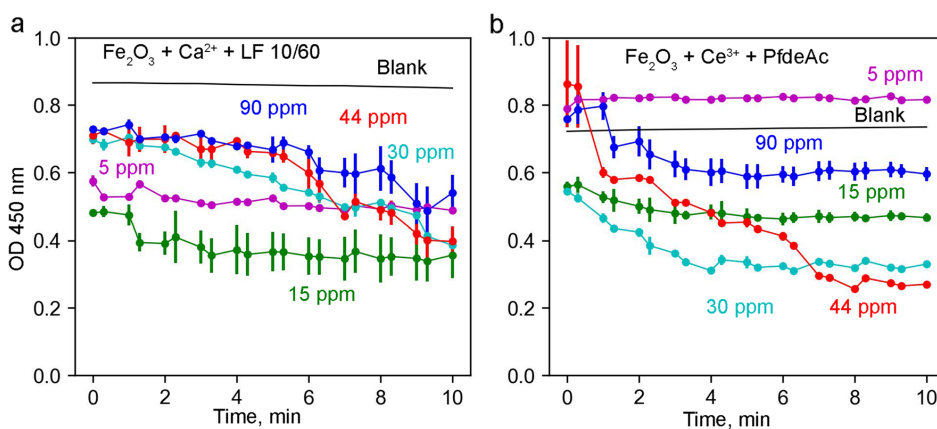 a
Fe₂O₃ + Ca²⁺ + LF 10/60
Blank
90 ppm
44 ppm
30 ppm
5 ppm
15 ppm
OD 450 nm
1.0
0.8
0.6
0.4
0.2
0.0
0 2 4 6 8 10
Time, min
b
Fe₂O₃ + Ce³⁺ + PfdeAc
5 ppm
Blank
90 ppm
15 ppm
30 ppm
44 ppm
1.0
0.8
0.6
0.4
0.2
0.0
0 2 4 6 8 10
Time, min